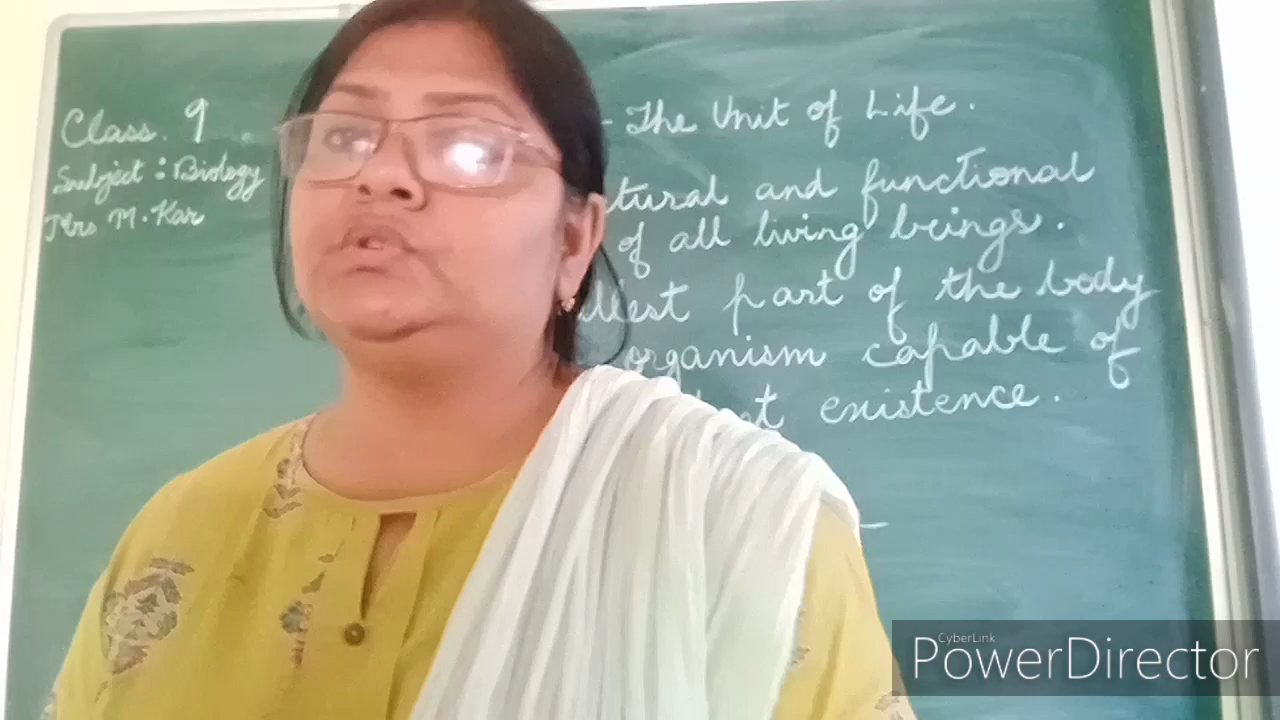 Class. 9 - The Unit of Life.
Subject : Biology
Mrs M. Kar
tural and functional
of all living beings.
llest part of the body
organism capable of
existence.
CyberLink
PowerDirector